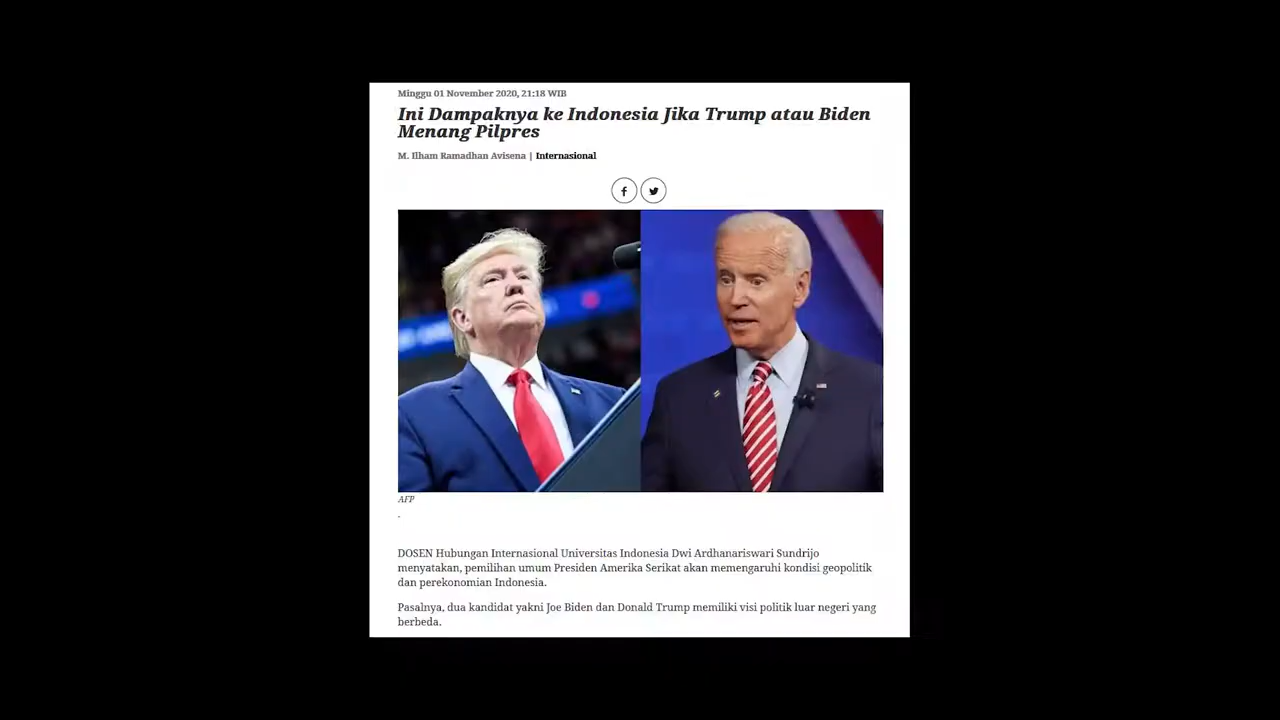 Minggu 01 November 2020, 21:18 WIB
Ini Dampaknya ke Indonesia Jika Trump atau Biden
Menang Pilpres
M. Ilham Ramadhan Avisena | Internasional
AFP
-
DOSEN Hubungan Internasional Universitas Indonesia Dwi Ardhanariswari Sundrijo
menyatakan, pemilihan umum Presiden Amerika Serikat akan memengaruhi kondisi geopolitik
dan perekonomian Indonesia.
Pasalnya, dua kandidat yakni Joe Biden dan Donald Trump memiliki visi politik luar negeri yang
berbeda.